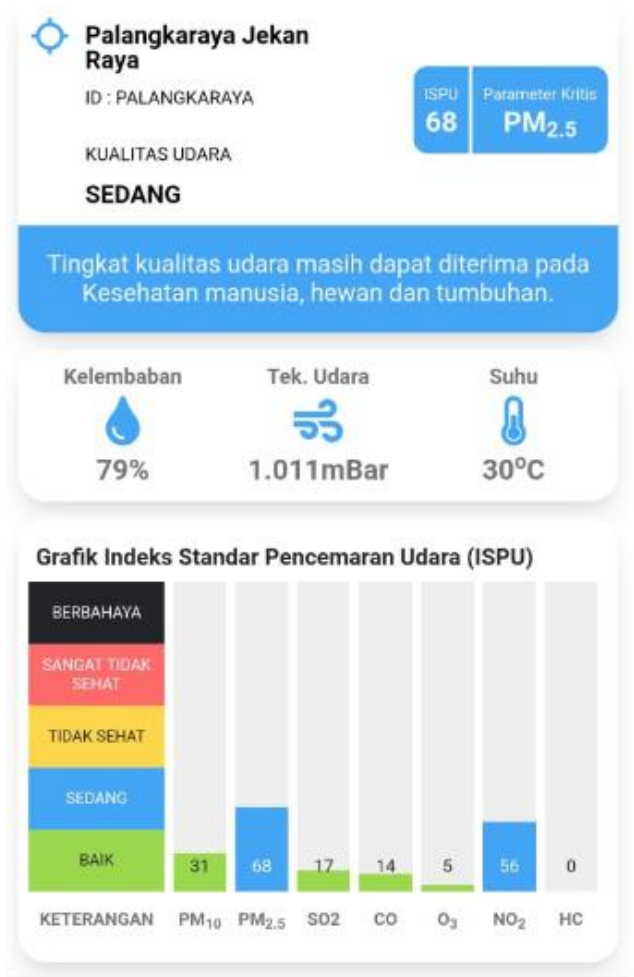 Palangkaraya Jekan
Raya
ID : PALANGKARAYA
ISPU
68
Parameter Kritis
PM₂.₅
KUALITAS UDARA
SEDANG
Tingkat kualitas udara masih dapat diterima pada
Kesehatan manusia, hewan dan tumbuhan.
Kelembaban Tek. Udara Suhu
79% 1.011mBar 30⁰C
Grafik Indeks Standar Pencemaran Udara (ISPU)
BERBAHAYA
SANGAT TIDAK
SEHAT
TIDAK SEHAT
SEDANG
BAIK
31 68 17 14 5 56 0
KETERANGAN PM₁₀ PM₂.₅ SO2 CO O₃ NO₂ HC